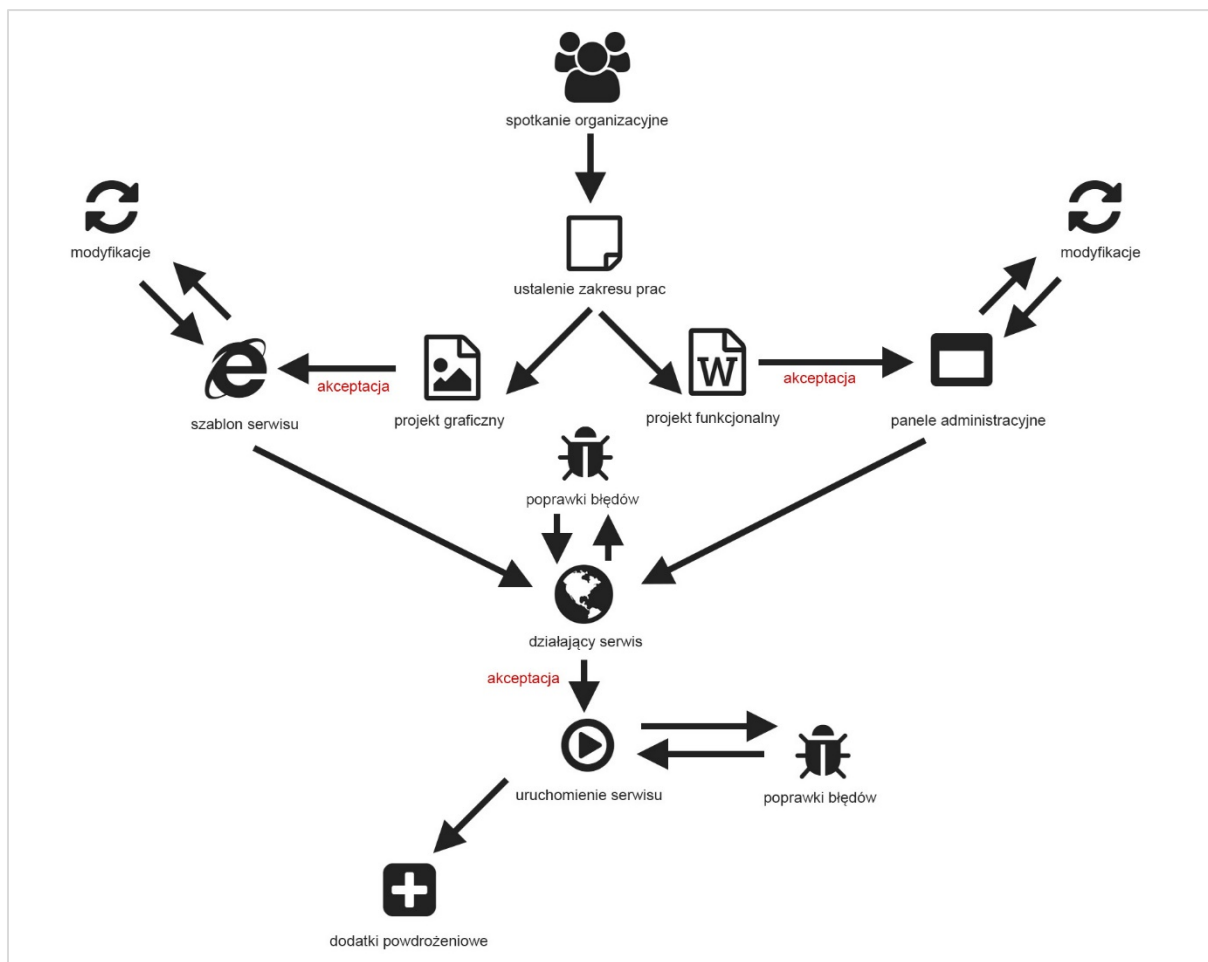 spotkanie organizacyjne
modyfikacje
modyfikacje
ustalenie zakresu prac
akceptacja
W
akceptacja
szablon serwisu
projekt graficzny
projekt funkcjonalny
panele administracyjne
poprawki błędów
działający serwis
akceptacja
uruchomienie serwisu
poprawki błędów
dodatki powdrożeniowe